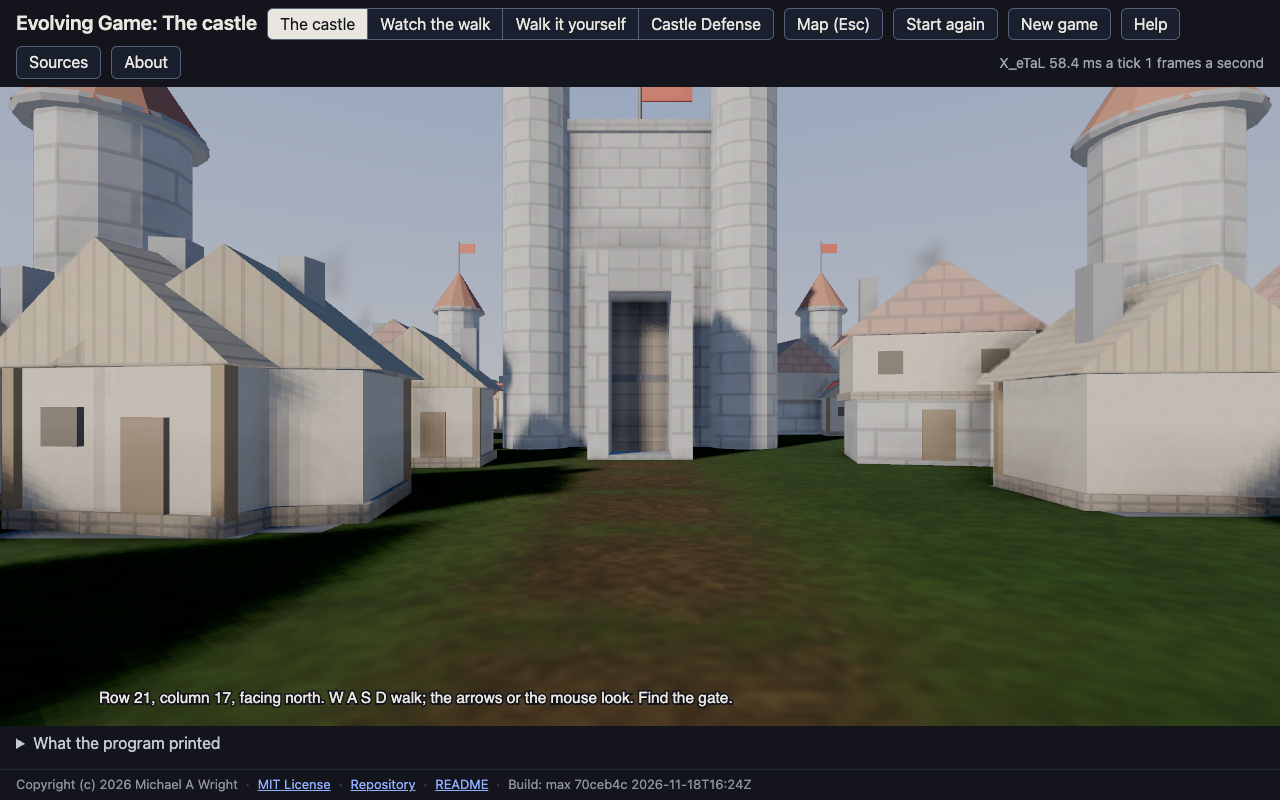 Evolving Game: The castle
The castle
Watch the walk
Walk it yourself
Castle Defense
Map (Esc)
Start again
New game
Help
Sources
About
X_eTaL 58.4 ms a tick 1 frames a second
Row 21, column 17, facing north. W A S D walk; the arrows or the mouse look. Find the gate.
What the program printed
Copyright (c) 2026 Michael A Wright · MIT License · Repository · README · Build: max 70ceb4c 2026-11-18T16:24Z